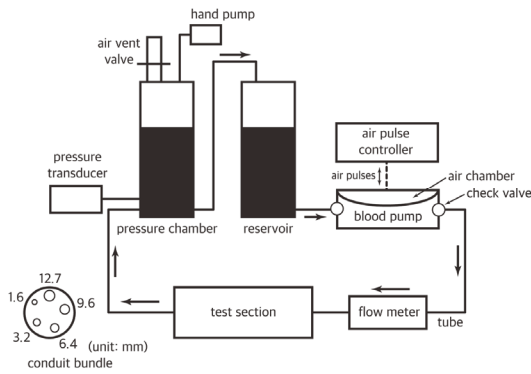 hand pump
air vent
valve
pressure
transducer
pressure chamber
reservoir
air pulse
controller
air pulses
air chamber
check valve
blood pump
test section
flow meter
tube
12.7
1.6
9.6
3.2
6.4 (unit: mm)
conduit bundle